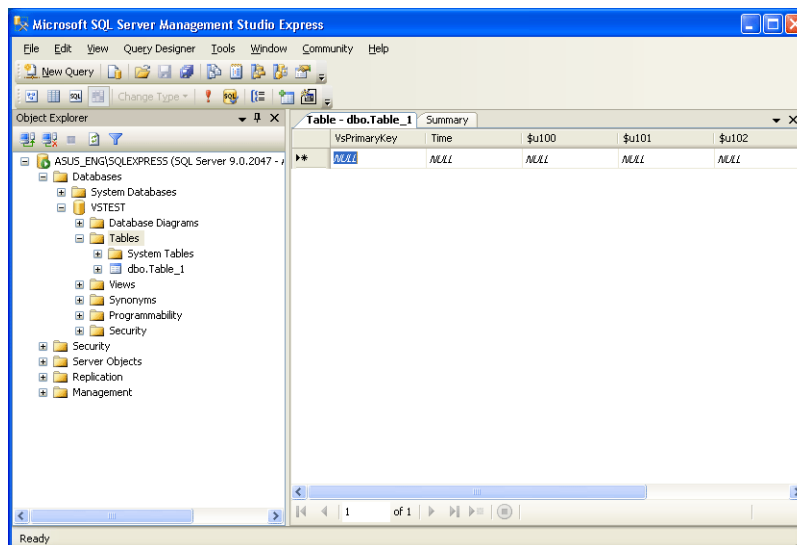 Microsoft SQL Server Management Studio Express
File Edit View Query Designer Tools Window Community Help
New Query
SQL Change Type SQL
Object Explorer
ASUS_ENG\SQLEXPRESS (SQL Server 9.0.2047 -
Databases
System Databases
VSTEST
Database Diagrams
Tables
System Tables
dbo.Table_1
Views
Synonyms
Programmability
Security
Security
Server Objects
Replication
Management
Table - dbo.Table_1 Summary
VsPrimaryKey Time $u100 $u101 $u102
NULL NULL NULL NULL NULL
1 of 1
Ready